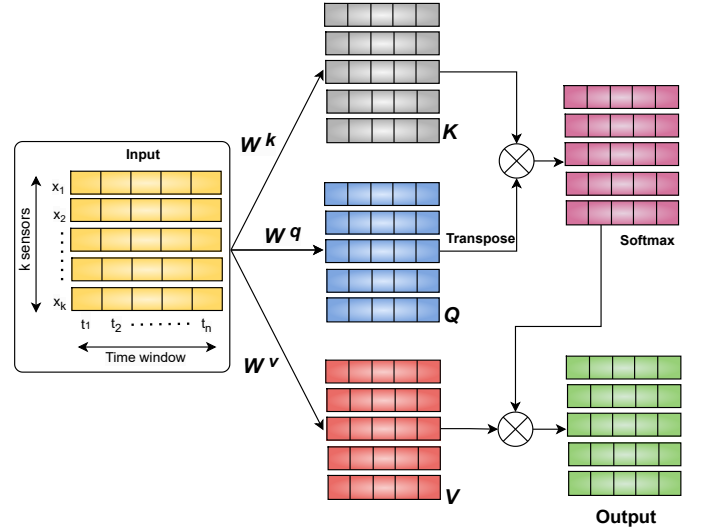 W k
K
Input
x1
x2
xk
k sensors
t1 t2 tn
Time window
W q
Transpose
Q
Softmax
W v
V
Output